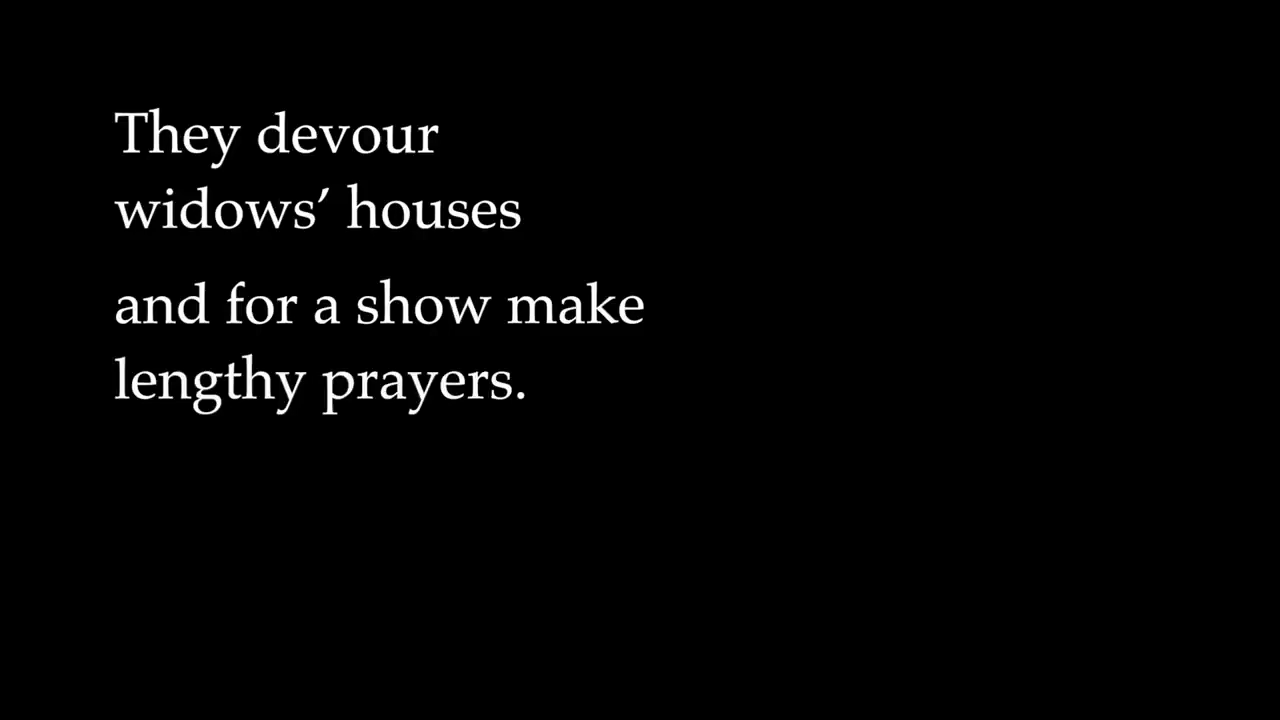 They devour
widows’ houses
and for a show make
lengthy prayers.